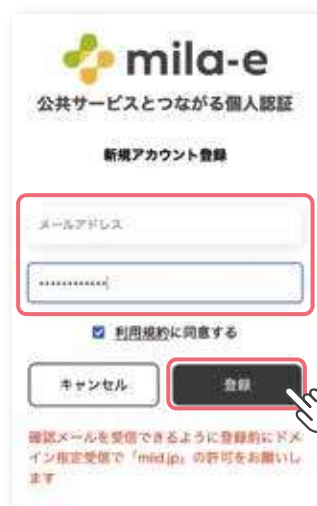 mila-e
公共サービスとつながる個人認証
新規アカウント登録
メールアドレス
••••••••••••
利用規約に同意する
キャンセル
登録
確認メールを受信できるように登録前にドメ
イン指定受信で「miid.jp」の許可をお願いし
ます